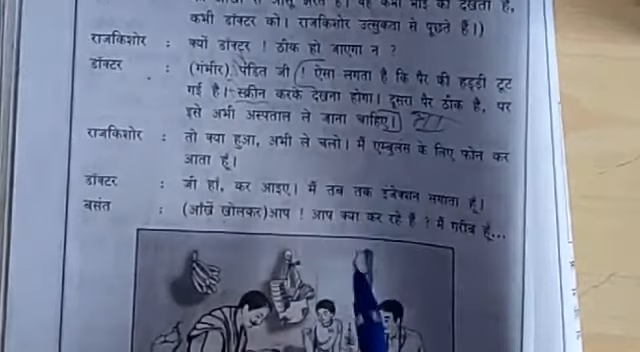 कभी डॉक्टर को। राजकिशोर उत्सुकता से पूछते हैं।)
राजकिशोर : क्यों डॉक्टर ! ठीक हो जाएगा न ?
डॉक्टर : (गंभीर) पंडित जी ! ऐसा लगता है कि पैर की हड्डी टूट
गई है। स्क्रीन करके देखना होगा। दूसरा पैर ठीक है, पर
इसे अभी अस्पताल ले जाना चाहिए।
राजकिशोर : तो क्या हुआ, अभी ले चलो। मैं एम्बुलेंस के लिए फोन कर
आता हूँ।
डॉक्टर : जी हाँ, कर आइए। मैं तब तक इंजेक्शन लगाता हूँ।
बसंत : (आँखें खोलकर)आप ! आप क्या कर रहे हैं ? मैं गरीब हूँ...